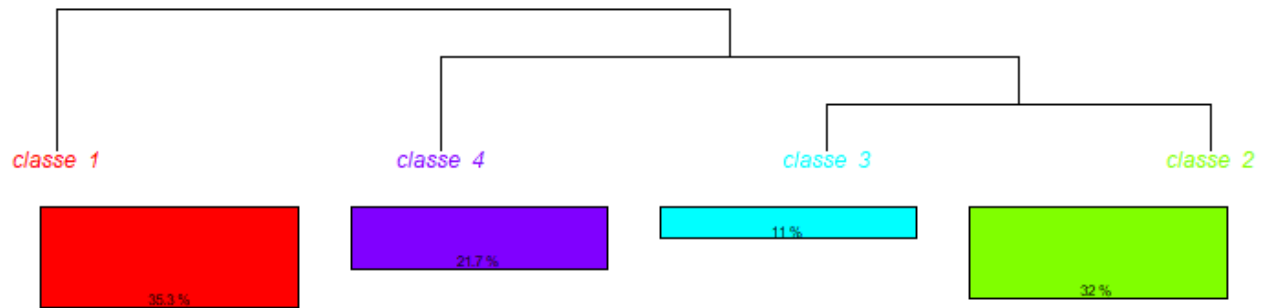 classe 1
classe 4
classe 3
classe 2
35.3 %
21.7 %
11 %
32 %